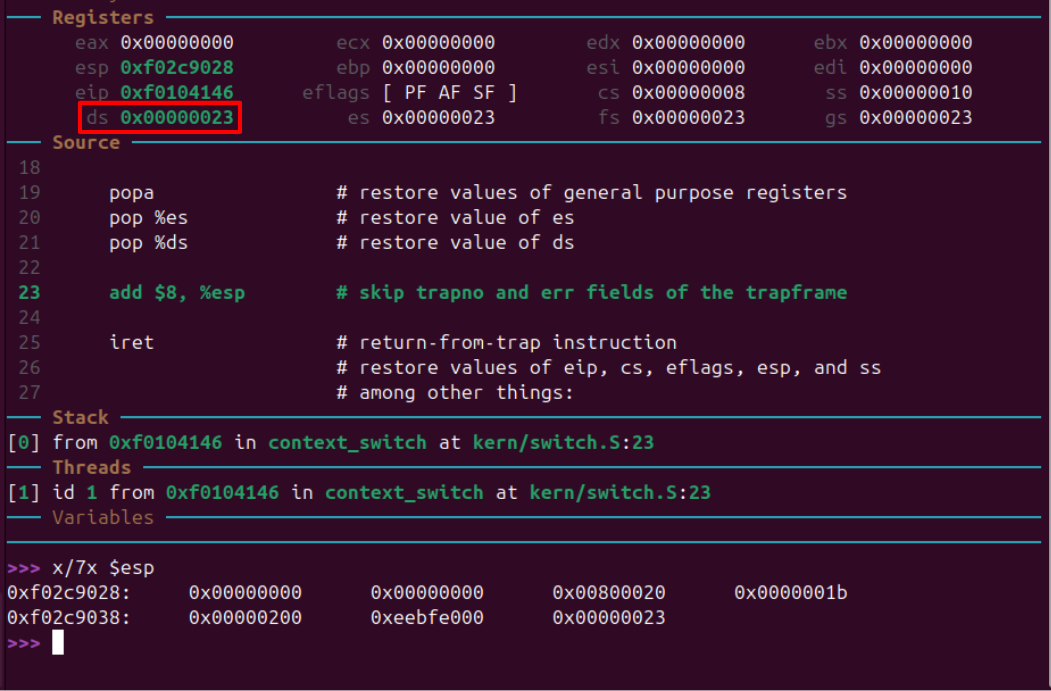 Registers
eax 0x00000000 ecx 0x00000000 edx 0x00000000 ebx 0x00000000
esp 0xf02c9028 ebp 0x00000000 esi 0x00000000 edi 0x00000000
eip 0xf0104146 eflags [ PF AF SF ] cs 0x00000008 ss 0x00000010
ds 0x00000023 es 0x00000023 fs 0x00000023 gs 0x00000023
Source
18
19 popa # restore values of general purpose registers
20 pop %es # restore value of es
21 pop %ds # restore value of ds
22
23 add $8, %esp # skip trapno and err fields of the trapframe
24
25 iret # return-from-trap instruction
26 # restore values of eip, cs, eflags, esp, and ss
27 # among other things:
Stack
[0] from 0xf0104146 in context_switch at kern/switch.S:23
Threads
[1] id 1 from 0xf0104146 in context_switch at kern/switch.S:23
Variables
>>> x/7x $esp
0xf02c9028: 0x00000000 0x00000000 0x00800020 0x0000001b
0xf02c9038: 0x00000200 0xeebfe000 0x00000023
>>>